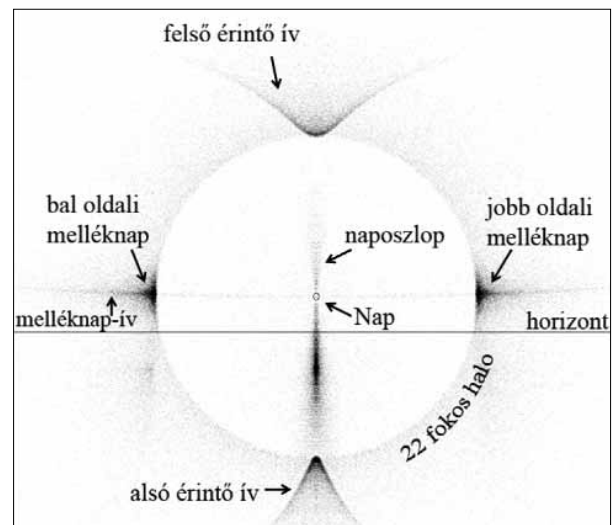 felső érintő ív
bal oldali
melléknap
jobb oldali
melléknap
naposzlop
Nap
melléknap-ív
horizont
22 fokos halo
alsó érintő ív